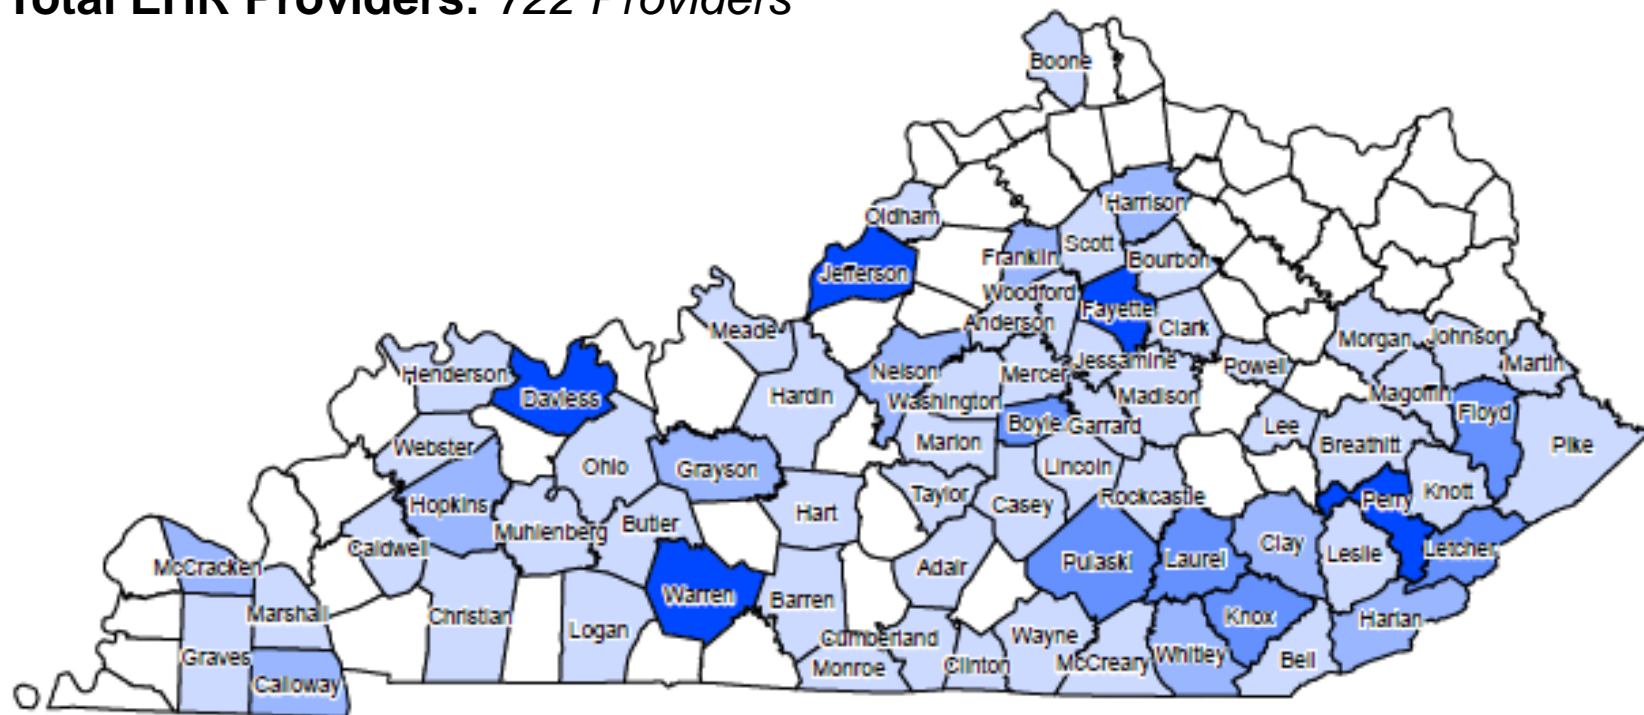 Total EHR Providers: 722 Providers
Boone
Harrison
Oldham
Scott
Franklin
Bourbon
Jefferson
Woodford
Fayette
Anderson
Clark
Meade
Morgan
Johnson
Jessamine
Martin
Powell
Henderson
Nelson
Mercer
Magoffin
Daviess
Hardin
Madison
Washington
Floyd
Boyle
Garrard
Lee
Marion
Breathitt
Pike
Webster
Ohio
Grayson
Lincoln
Taylor
Rockcastle
Perry
Knott
Hopkins
Casey
Hart
Butler
Muhlenberg
Caldwell
Clay
Leslie
Letcher
Pulaski
Laurel
McCracken
Adair
Warren
Barren
Marshall
Christian
Knox
Harlan
Logan
Cumberland
Wayne
Graves
Monroe
Clinton
McCreary
Whitley
Bell
Calloway